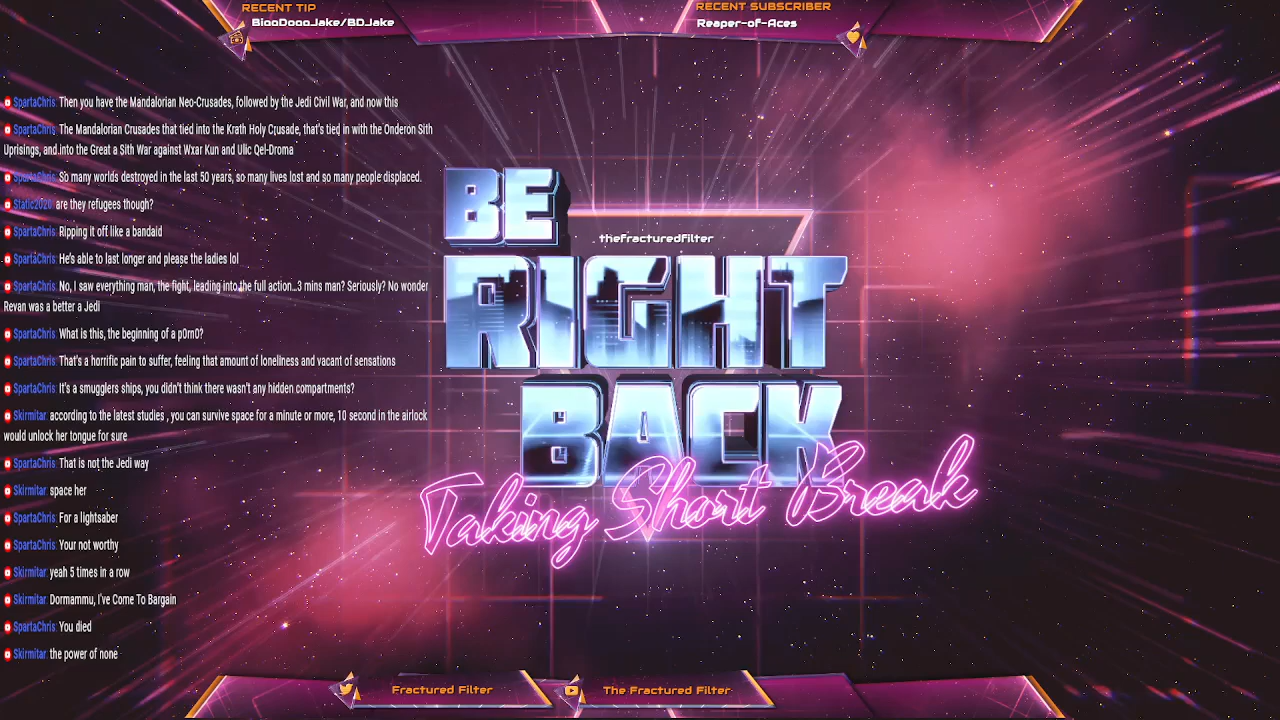 RECENT TIP
BiggDoggJake/BDJake
RECENT SUBSCRIBER
Reaper-of-Aces
SpartaChris: Then you have the Mandalorian Neo-Crusades, followed by the Jedi Civil War, and now this
SpartaChris: The Mandalorian Crusades that tied into the Krath Holy Crusade, that's tied in with the Onderon Sith
Uprisings, and into the Great a Sith War against Wxar Kun and Ulic Qel-Droma
SpartaChris: So many worlds destroyed in the last 50 years, so many lives lost and so many people displaced.
Static2020: are they refugees though?
SpartaChris: Ripping it off like a bandaid
SpartaChris: He's able to last longer and please the ladies lol
SpartaChris: No, I saw everything man, the fight, leading into the full action...3 mins man? Seriously? No wonder
Revan was a better a Jedi
SpartaChris: What is this, the beginning of a p0rn0?
SpartaChris: That's a horrific pain to suffer, feeling that amount of loneliness and vacant of sensations
SpartaChris: It's a smugglers ships, you didn't think there wasn't any hidden compartments?
Skirmitar: according to the latest studies , you can survive space for a minute or more, 10 second in the airlock
would unlock her tongue for sure
SpartaChris: That is not the Jedi way
Skirmitar: space her
SpartaChris: For a lightsaber
SpartaChris: Your not worthy
Skirmitar: yeah 5 times in a row
Skirmitar: Dormammu, I've Come To Bargain
SpartaChris: You died
Skirmitar: the power of none
BE
theFracturedFilter
RIGHT
BACK
Taking Short Break
Fractured Filter
The Fractured Filter